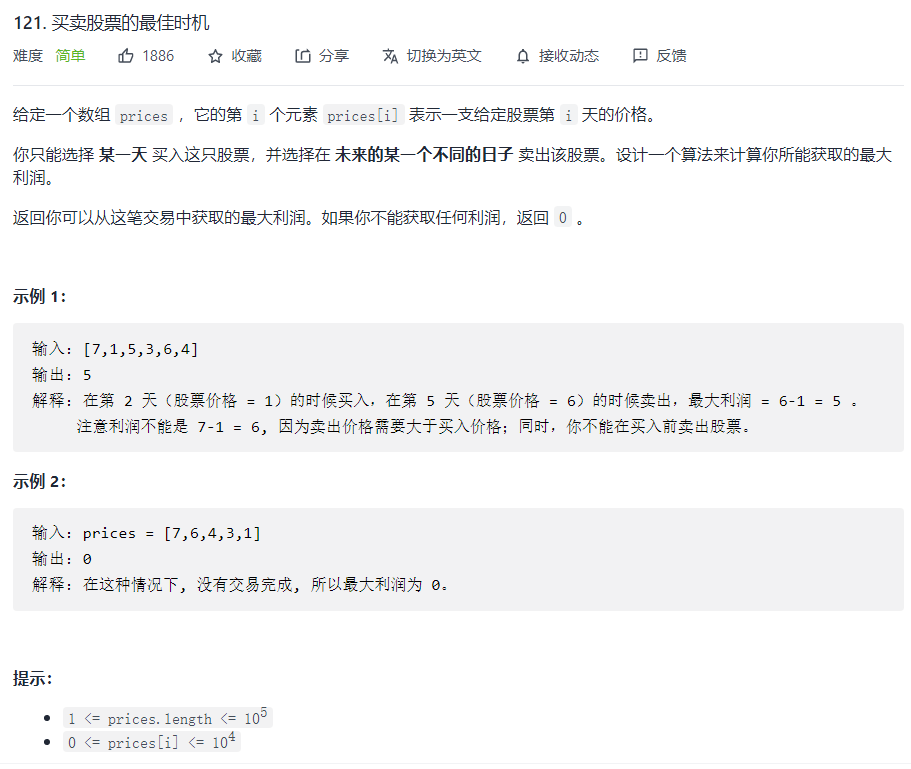 121. 买卖股票的最佳时机
难度 简单 1886 收藏 分享 切换为英文 接收动态 反馈
给定一个数组 prices ，它的第 i 个元素 prices[i] 表示一支给定股票第 i 天的价格。
你只能选择 某一天 买入这只股票，并选择在 未来的某一个不同的日子 卖出该股票。设计一个算法来计算你所能获取的最大
利润。
返回你可以从这笔交易中获取的最大利润。如果你不能获取任何利润，返回 0 。
示例 1：
输入：[7,1,5,3,6,4]
输出：5
解释：在第 2 天（股票价格 = 1）的时候买入，在第 5 天（股票价格 = 6）的时候卖出，最大利润 = 6-1 = 5 。
注意利润不能是 7-1 = 6, 因为卖出价格需要大于买入价格；同时，你不能在买入前卖出股票。
示例 2：
输入：prices = [7,6,4,3,1]
输出：0
解释：在这种情况下, 没有交易完成, 所以最大利润为 0。
提示：
1 <= prices.length <= 10⁵
0 <= prices[i] <= 10⁴